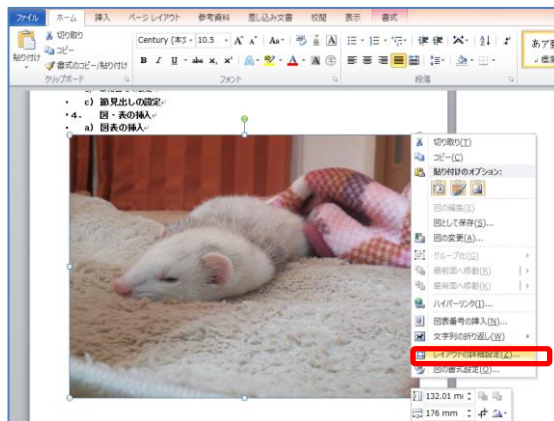 ファイル ホーム 挿入 ページ レイアウト 参考資料 差し込み文書 校閲 表示 書式
貼り付け
切り取り
コピー
書式のコピー/貼り付け
クリップボード
Century (本文
10.5
フォント
段落
あア亜
標準
c) 節見出しの設定
4. 図・表の挿入
a) 図表の挿入
切り取り(T)
コピー(C)
貼り付けのオプション:
図の編集(E)
図として保存(S)...
図の変更(A)...
グループ化(G)
最前面へ移動(R)
最背面へ移動(K)
ハイパーリンク(I)...
図表番号の挿入(N)...
文字列の折り返し(W)
レイアウトの詳細設定(Z)...
図の書式設定(O)...
132.01 m
176 mm